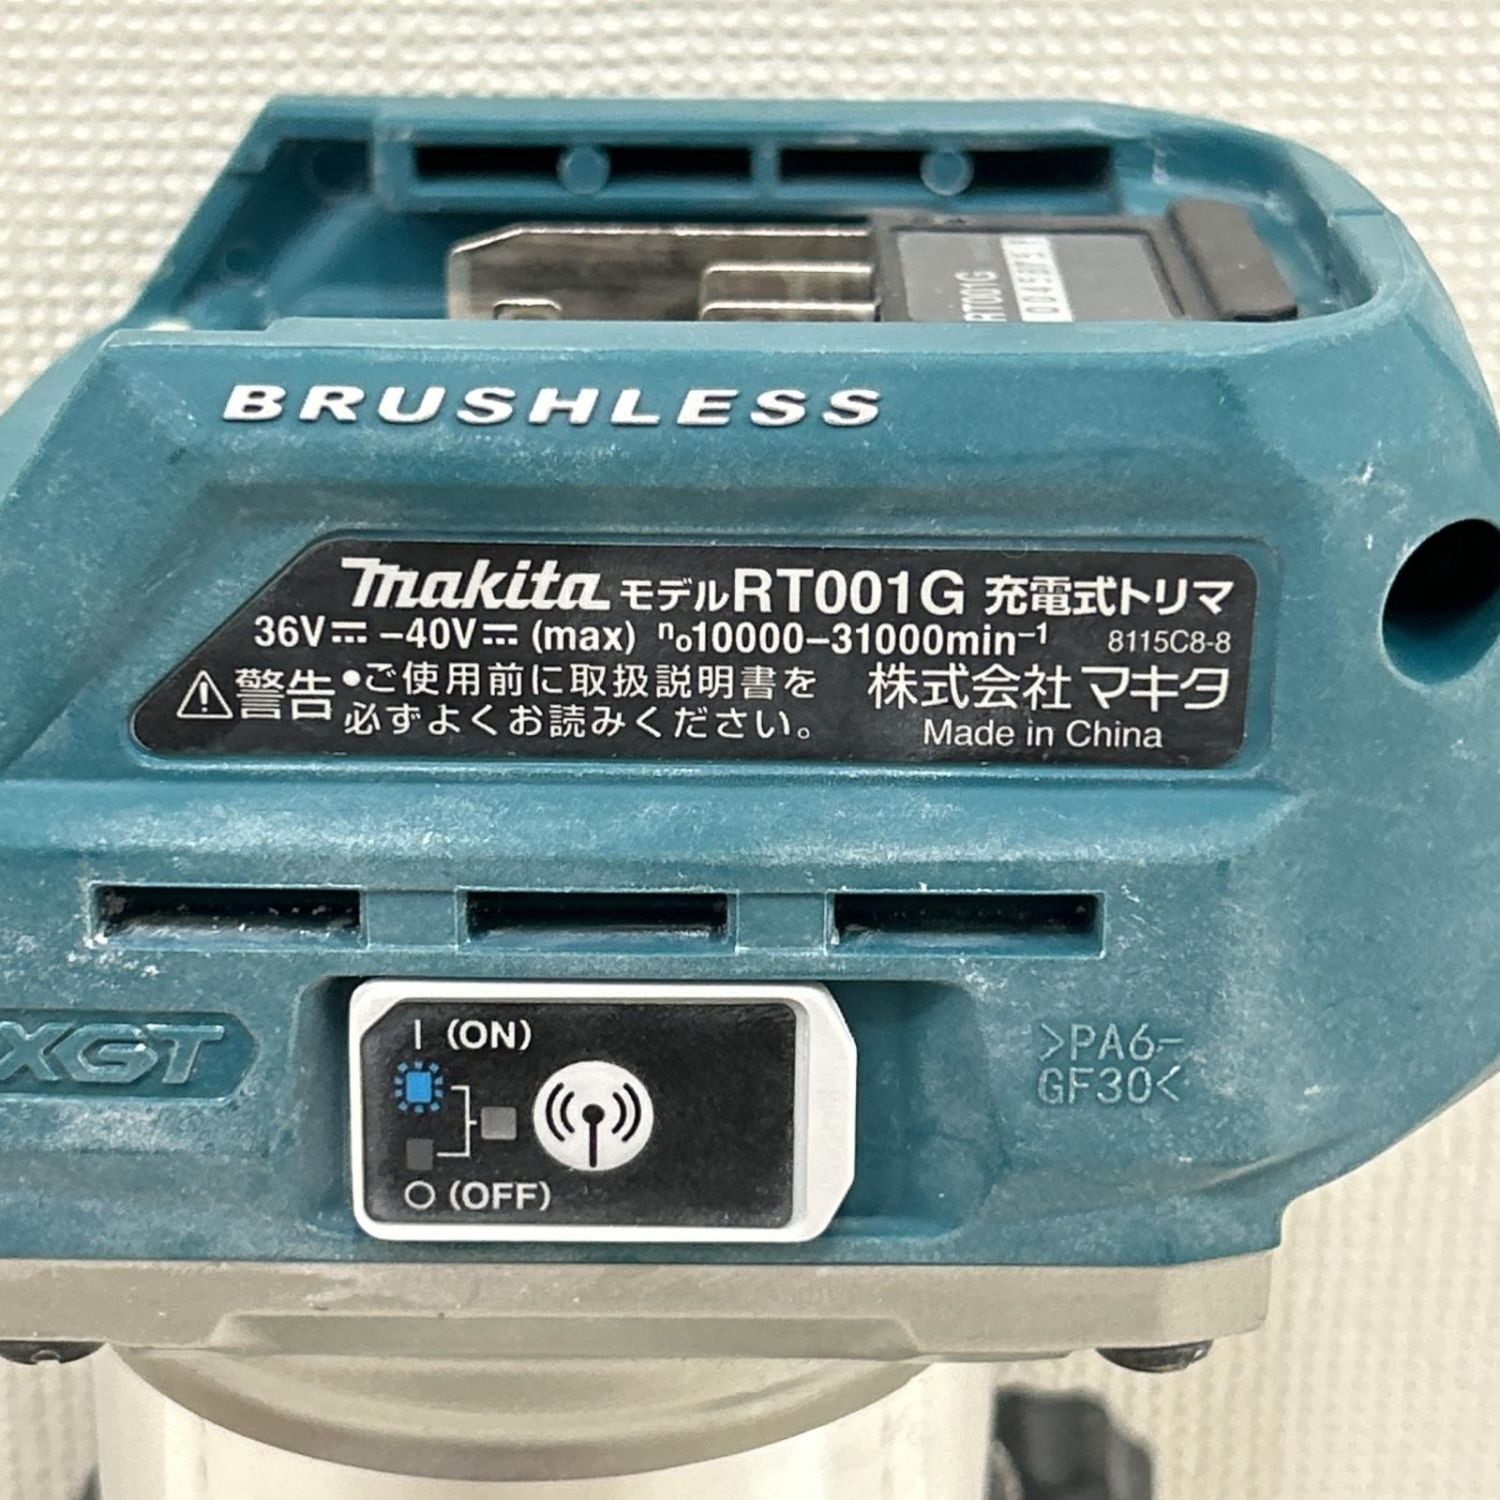 RT001G
BRUSHLESS
makita モデルRT001G 充電式トリマ
36V⎓ -40V⎓ (max) n₀10000-31000min⁻¹ 8115C8-8
⚠警告 •ご使用前に取扱説明書を
必ずよくお読みください。
株式会社マキタ
Made in China
XGT
I (ON)
O (OFF)
>PA6-
GF30<